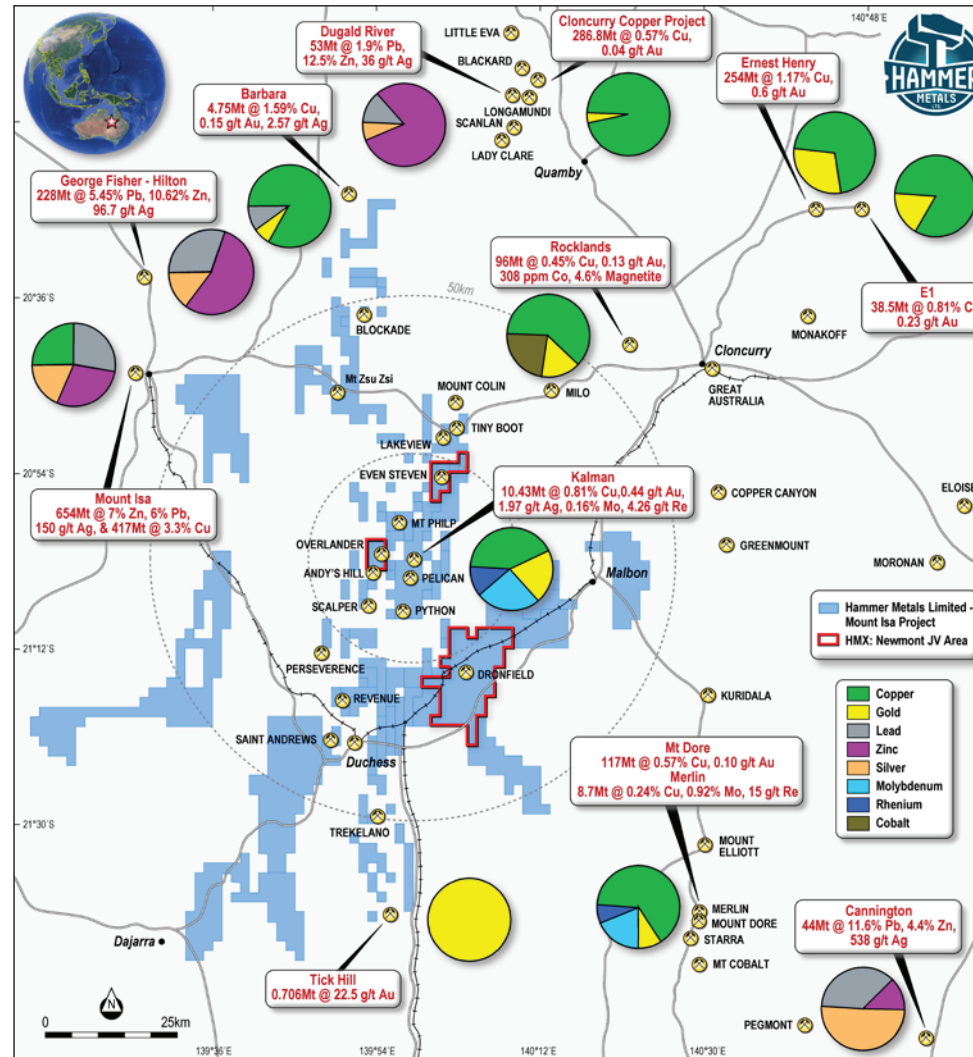 140°48'E
HAMMER
METALS
LTD
LITTLE EVA
Dugald River
53Mt @ 1.9% Pb,
12.5% Zn, 36 g/t Ag
Cloncurry Copper Project
286.8Mt @ 0.57% Cu,
0.04 g/t Au
BLACKARD
Ernest Henry
254Mt @ 1.17% Cu,
0.6 g/t Au
Barbara
4.75Mt @ 1.59% Cu,
0.15 g/t Au, 2.57 g/t Ag
LONGAMUNDI
SCANLAN
LADY CLARE
Quamby
George Fisher - Hilton
228Mt @ 5.45% Pb, 10.62% Zn,
96.7 g/t Ag
Rocklands
96Mt @ 0.45% Cu, 0.13 g/t Au,
308 ppm Co, 4.6% Magnetite
E1
38.5Mt @ 0.81% C
0.23 g/t Au
50km
20°36'S
BLOCKADE
MONAKOFF
Cloncurry
Mt Zsu Zsi
MOUNT COLIN
MILO
GREAT
AUSTRALIA
TINY BOOT
LAKEVIEW
20°54'S
EVEN STEVEN
Kalman
10.43Mt @ 0.81% Cu,0.44 g/t Au,
1.97 g/t Ag, 0.16% Mo, 4.26 g/t Re
COPPER CANYON
ELOISE
Mount Isa
654Mt @ 7% Zn, 6% Pb,
150 g/t Ag, & 417Mt @ 3.3% Cu
MT PHILP
OVERLANDER
GREENMOUNT
MORONAN
ANDY'S HILL
PELICAN
Malbon
SCALPER
PYTHON
Hammer Metals Limited -
Mount Isa Project
HMX: Newmont JV Area
21°12'S
PERSEVERENCE
DRONFIELD
REVENUE
KURIDALA
Copper
Gold
Lead
Zinc
Silver
Molybdenum
Rhenium
Cobalt
SAINT ANDREWS
Duchess
Mt Dore
117Mt @ 0.57% Cu, 0.10 g/t Au
Merlin
8.7Mt @ 0.24% Cu, 0.92% Mo, 15 g/t Re
21°30'S
TREKELANO
MOUNT
ELLIOTT
MERLIN
MOUNT DORE
STARRA
MT COBALT
Cannington
44Mt @ 11.6% Pb, 4.4% Zn,
538 g/t Ag
Dajarra
Tick Hill
0.706Mt @ 22.5 g/t Au
PEGMONT
N
0 25km
139°36'E 139°54'E 140°12'E 140°30'E